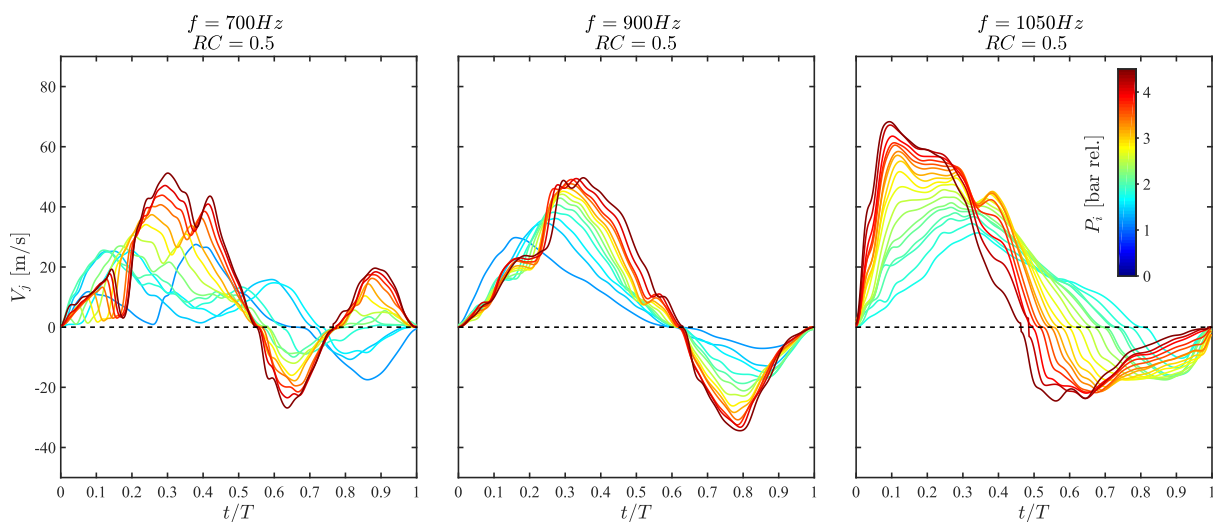 f = 700Hz
RC = 0.5
f = 900Hz
RC = 0.5
f = 1050Hz
RC = 0.5
V_j [m/s]
80
60
40
20
0
-20
-40
0 0.1 0.2 0.3 0.4 0.5 0.6 0.7 0.8 0.9 1
t/T
0 0.1 0.2 0.3 0.4 0.5 0.6 0.7 0.8 0.9 1
t/T
0 0.1 0.2 0.3 0.4 0.5 0.6 0.7 0.8 0.9 1
t/T
P_i [bar rel.]
4
3
2
1
0